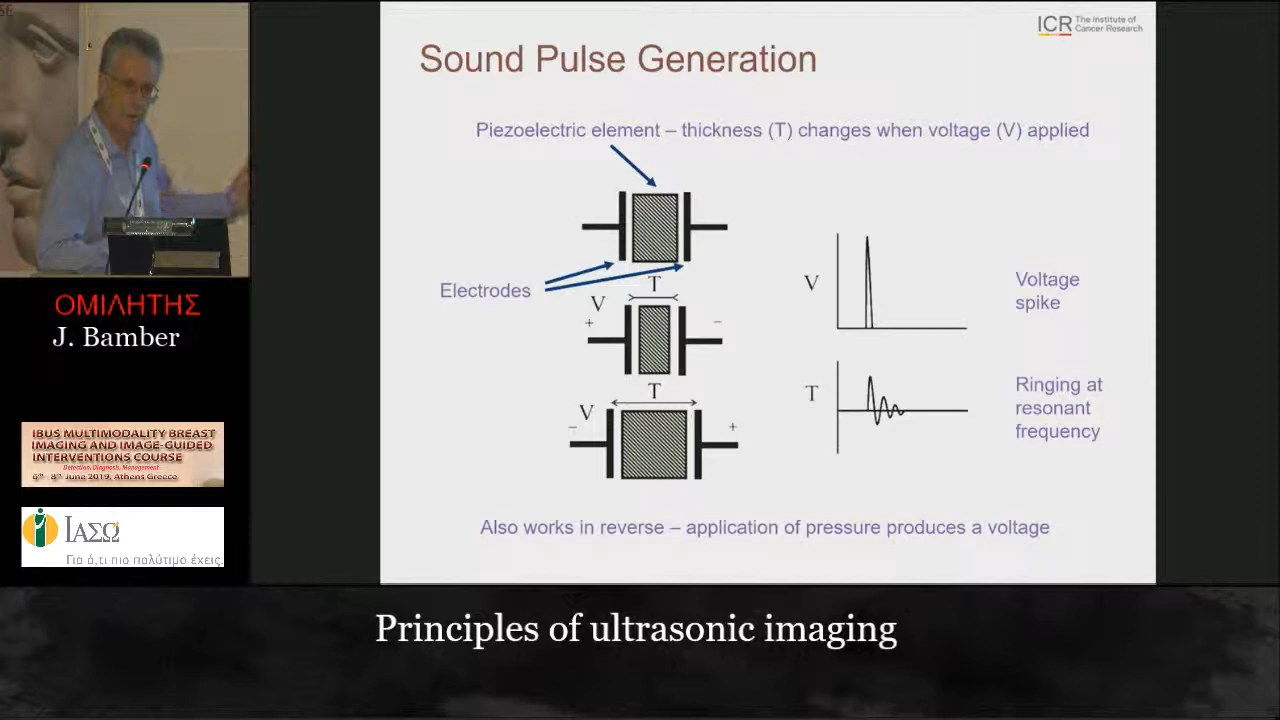 SE
ICR The Institute of
Cancer Research
Sound Pulse Generation
Piezoelectric element – thickness (T) changes when voltage (V) applied
Electrodes
T
V
+
–
T
V
–
+
V
Voltage
spike
T
Ringing at
resonant
frequency
Also works in reverse – application of pressure produces a voltage
ΟΜΙΛΗΤΗΣ
J. Bamber
IBUS MULTIMODALITY BREAST
IMAGING AND IMAGE-GUIDED
INTERVENTIONS COURSE
Detection, Diagnosis, Management
6th - 8th June 2019, Athens Greece
ΙΑΣΩ
Για ό,τι πιο πολύτιμο έχεις.
Principles of ultrasonic imaging